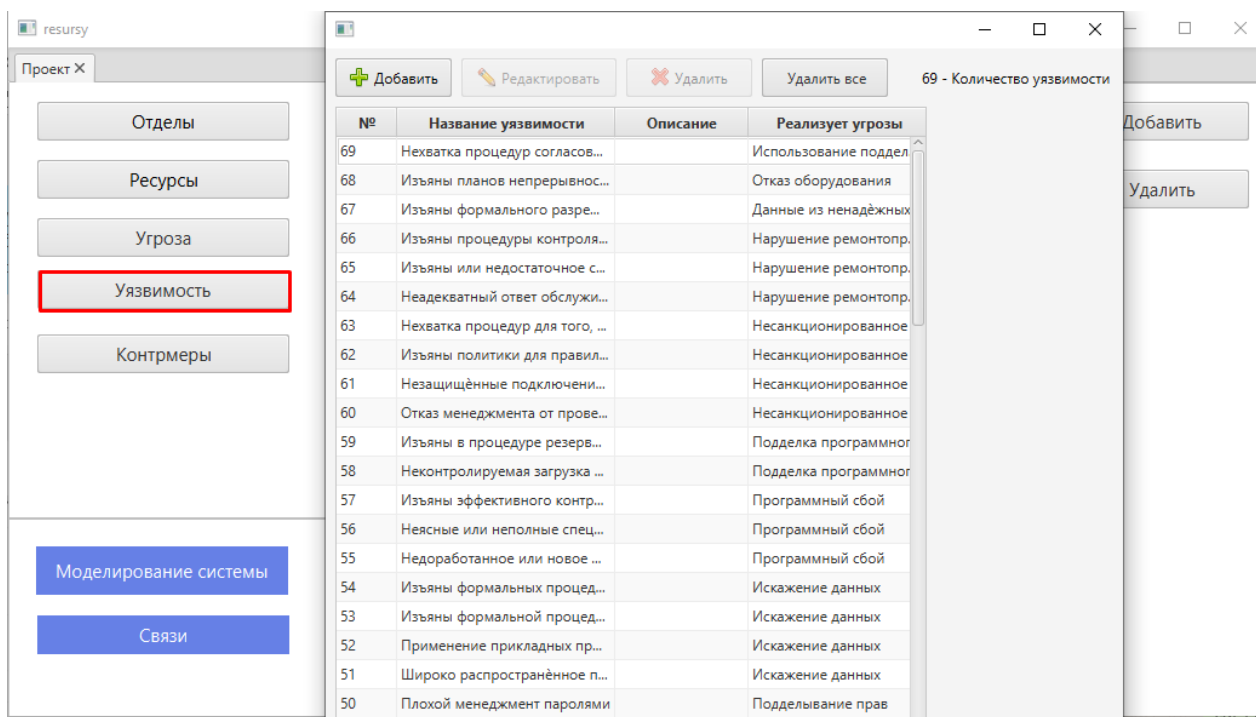 resursy
Проект
Отделы
Ресурсы
Угроза
Уязвимость
Контрмеры
Моделирование системы
Связи
Добавить Редактировать Удалить Удалить все 69 - Количество уязвимости
№ Название уязвимости Описание Реализует угрозы
69 Нехватка процедур согласов... Использование поддел
68 Изъяны планов непрерывнос... Отказ оборудования
67 Изъяны формального разре... Данные из ненадѐжных
66 Изъяны процедуры контроля... Нарушение ремонтопр.
65 Изъяны или недостаточное с... Нарушение ремонтопр.
64 Неадекватный ответ обслужи... Нарушение ремонтопр.
63 Нехватка процедур для того, ... Несанкционированное
62 Изъяны политики для правил... Несанкционированное
61 Незащищѐнные подключени... Несанкционированное
60 Отказ менеджмента от прове... Несанкционированное
59 Изъяны в процедуре резерв... Подделка программног
58 Неконтролируемая загрузка ... Подделка программног
57 Изъяны эффективного контр... Программный сбой
56 Неясные или неполные спец... Программный сбой
55 Недоработанное или новое ... Программный сбой
54 Изъяны формальных процед... Искажение данных
53 Изъяны формальной процед... Искажение данных
52 Применение прикладных пр... Искажение данных
51 Широко распространѐнное п... Искажение данных
50 Плохой менеджмент паролями Подделывание прав
Добавить
Удалить